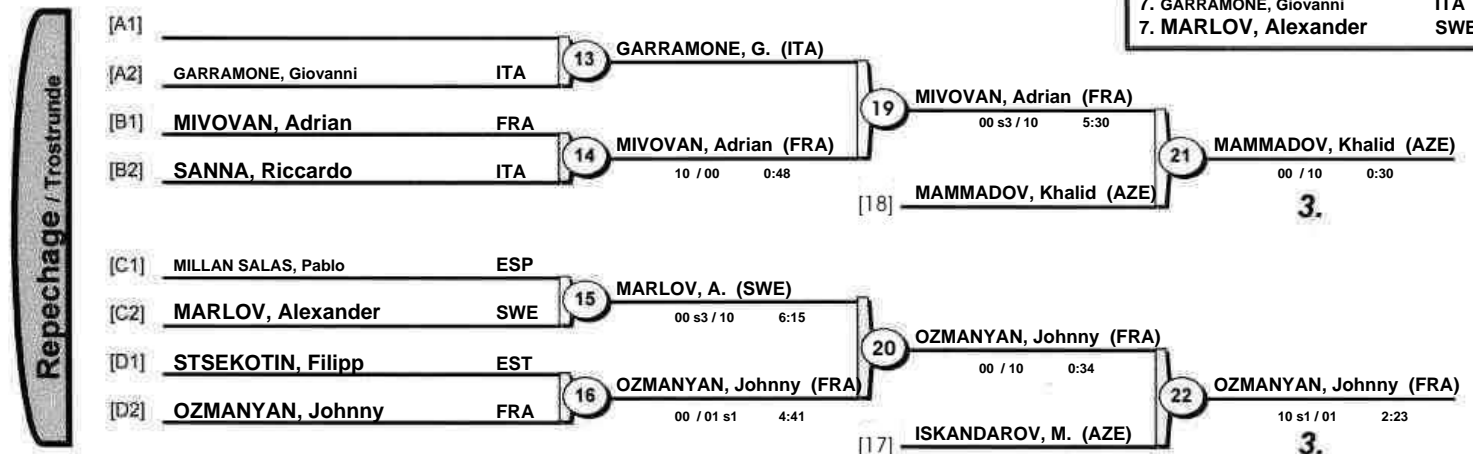 7. GARRAMONE, Giovanni ITA
7. MARLOV, Alexander SWE
Repechage / Trostrunde
[A1]
[A2] GARRAMONE, Giovanni ITA
13
GARRAMONE, G. (ITA)
[B1] MIVOVAN, Adrian FRA
[B2] SANNA, Riccardo ITA
14
MIVOVAN, Adrian (FRA)
10 / 00 0:48
19
MIVOVAN, Adrian (FRA)
00 s3 / 10 5:30
[18] MAMMADOV, Khalid (AZE)
21
MAMMADOV, Khalid (AZE)
00 / 10 0:30
3.
[C1] MILLAN SALAS, Pablo ESP
[C2] MARLOV, Alexander SWE
15
MARLOV, A. (SWE)
00 s3 / 10 6:15
[D1] STSEKOTIN, Filipp EST
[D2] OZMANYAN, Johnny FRA
16
OZMANYAN, Johnny (FRA)
00 / 01 s1 4:41
20
OZMANYAN, Johnny (FRA)
00 / 10 0:34
[17] ISKANDAROV, M. (AZE)
22
OZMANYAN, Johnny (FRA)
10 s1 / 01 2:23
3.